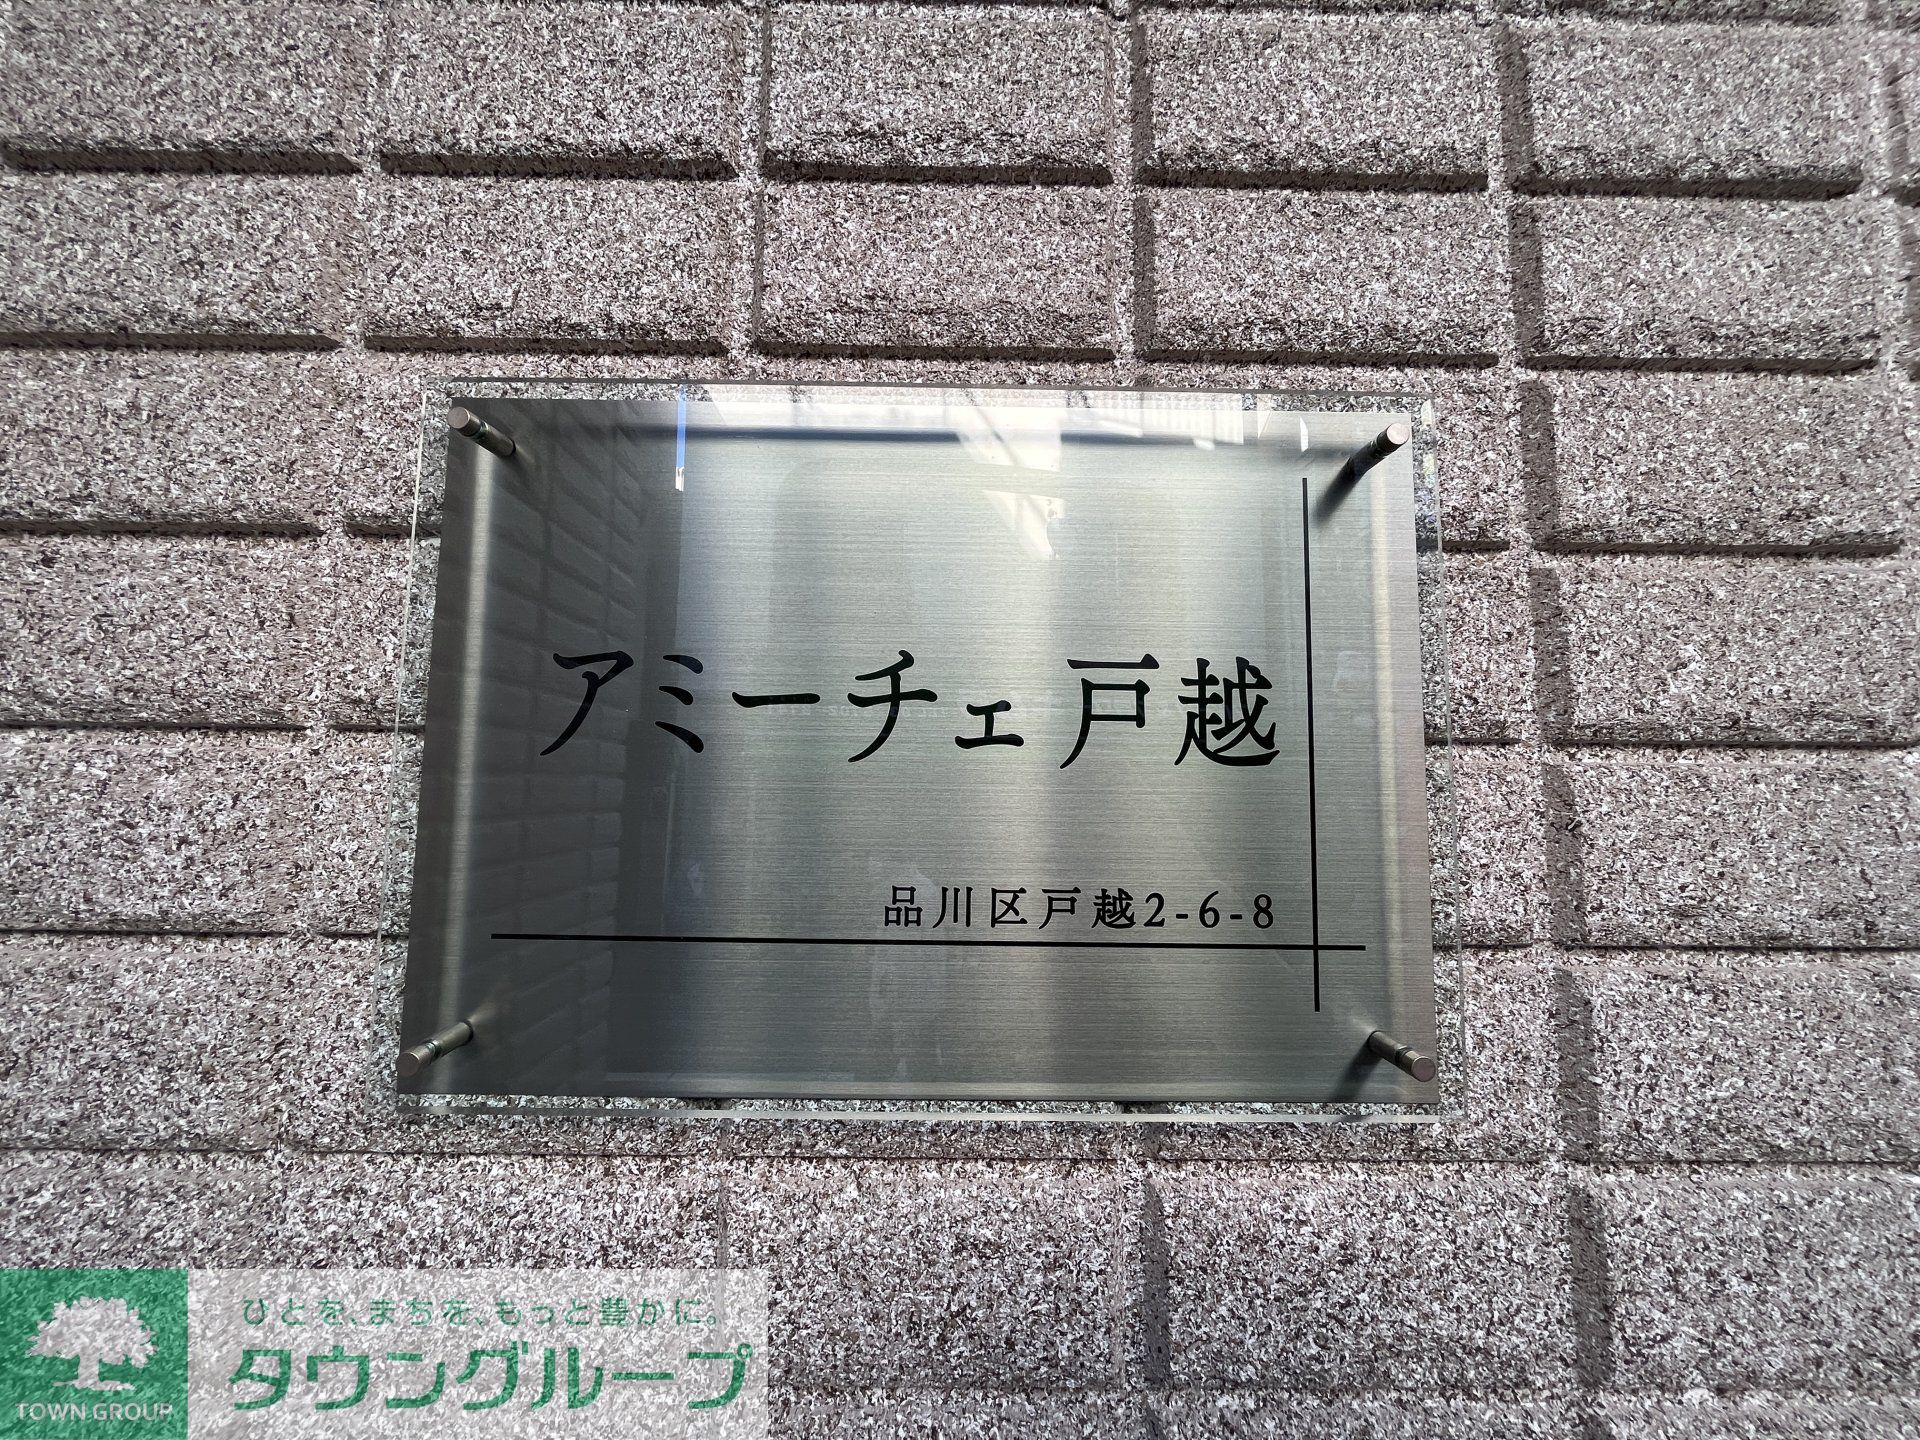 アミーチェ戸越
品川区戸越2-6-8
ひとを、まちを、もっと豊かに。
タウングループ
TOWN GROUP